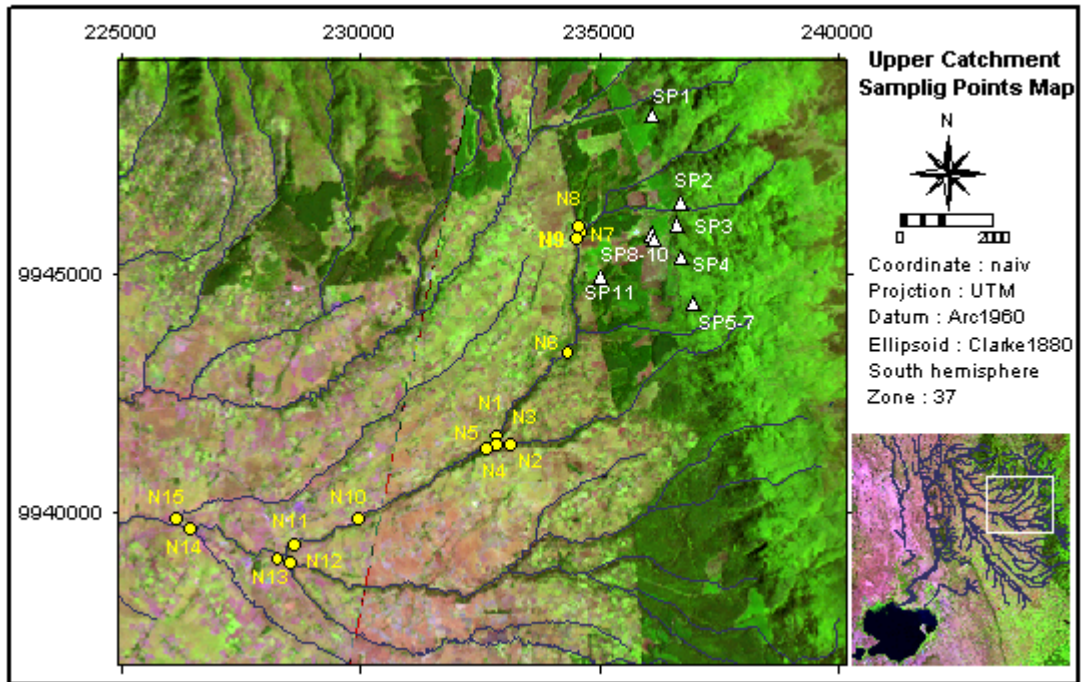 225000 230000 235000 240000
Upper Catchment
Samplig Points Map
N
0 2000
Coordinate : naiv
Projction : UTM
Datum : Arc1960
Ellipsoid : Clarke1880
South hemisphere
Zone : 37
9945000
9940000
SP1
SP2
SP3
SP8-10
SP4
SP11
SP5-7
N8
N7
N9
N6
N1
N3
N5
N2
N4
N15
N10
N11
N14
N12
N13